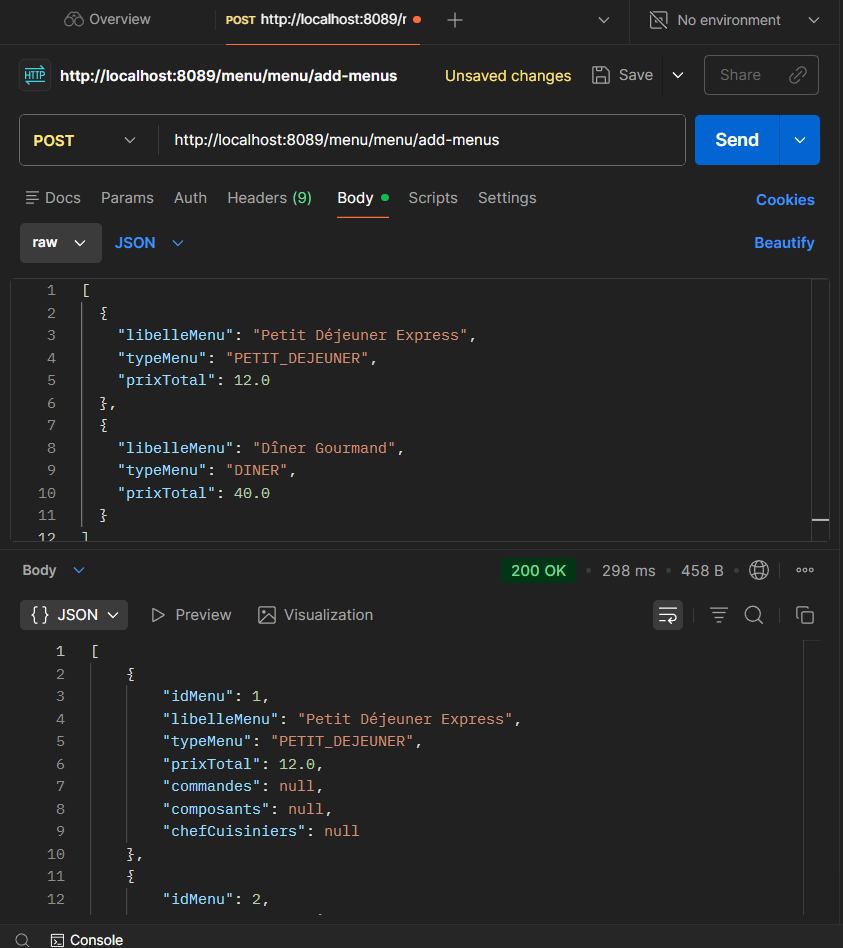 Overview
POST http://localhost:8089/r
No environment
HTTP http://localhost:8089/menu/menu/add-menus
Unsaved changes
Save
Share
POST
http://localhost:8089/menu/menu/add-menus
Send
Docs Params Auth Headers (9) Body Scripts Settings
Cookies
raw
JSON
Beautify
1 [
2 {
3 "libelleMenu": "Petit Déjeuner Express",
4 "typeMenu": "PETIT_DEJEUNER",
5 "prixTotal": 12.0
6 },
7 {
8 "libelleMenu": "Dîner Gourmand",
9 "typeMenu": "DINER",
10 "prixTotal": 40.0
11 }
12 ]
Body
200 OK • 298 ms • 458 B
{} JSON
Preview
Visualization
1 [
2 {
3 "idMenu": 1,
4 "libelleMenu": "Petit Déjeuner Express",
5 "typeMenu": "PETIT_DEJEUNER",
6 "prixTotal": 12.0,
7 "commandes": null,
8 "composants": null,
9 "chefCuisiniers": null
10 },
11 {
12 "idMenu": 2,
Console